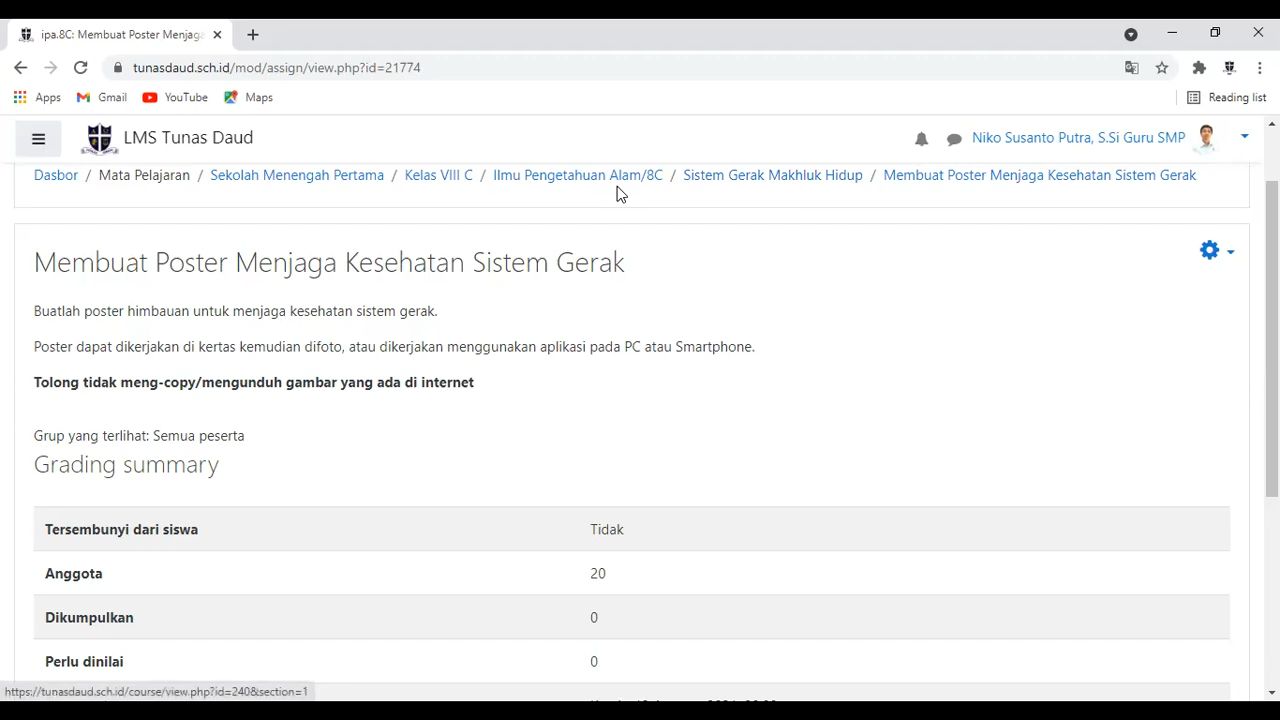 ipa.8C: Membuat Poster Menjaga
tunasdaud.sch.id/mod/assign/view.php?id=21774
Apps Gmail YouTube Maps Reading list
LMS Tunas Daud Niko Susanto Putra, S.Si Guru SMP
Dasbor / Mata Pelajaran / Sekolah Menengah Pertama / Kelas VIII C / Ilmu Pengetahuan Alam/8C / Sistem Gerak Makhluk Hidup / Membuat Poster Menjaga Kesehatan Sistem Gerak
Membuat Poster Menjaga Kesehatan Sistem Gerak
Buatlah poster himbauan untuk menjaga kesehatan sistem gerak.
Poster dapat dikerjakan di kertas kemudian difoto, atau dikerjakan menggunakan aplikasi pada PC atau Smartphone.
Tolong tidak meng-copy/mengunduh gambar yang ada di internet
Grup yang terlihat: Semua peserta
Grading summary
Tersembunyi dari siswa Tidak
Anggota 20
Dikumpulkan 0
Perlu dinilai 0
https://tunasdaud.sch.id/course/view.php?id=240&section=1